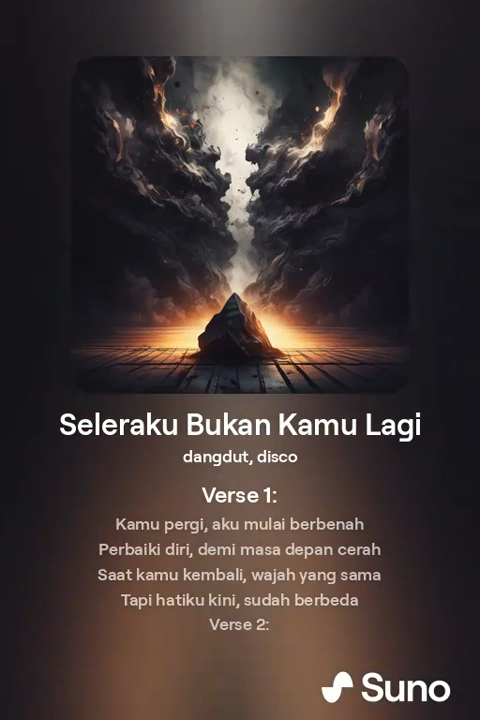 Seleraku Bukan Kamu Lagi
dangdut, disco
Verse 1:
Kamu pergi, aku mulai berbenah
Perbaiki diri, demi masa depan cerah
Saat kamu kembali, wajah yang sama
Tapi hatiku kini, sudah berbeda
Verse 2:
Suno